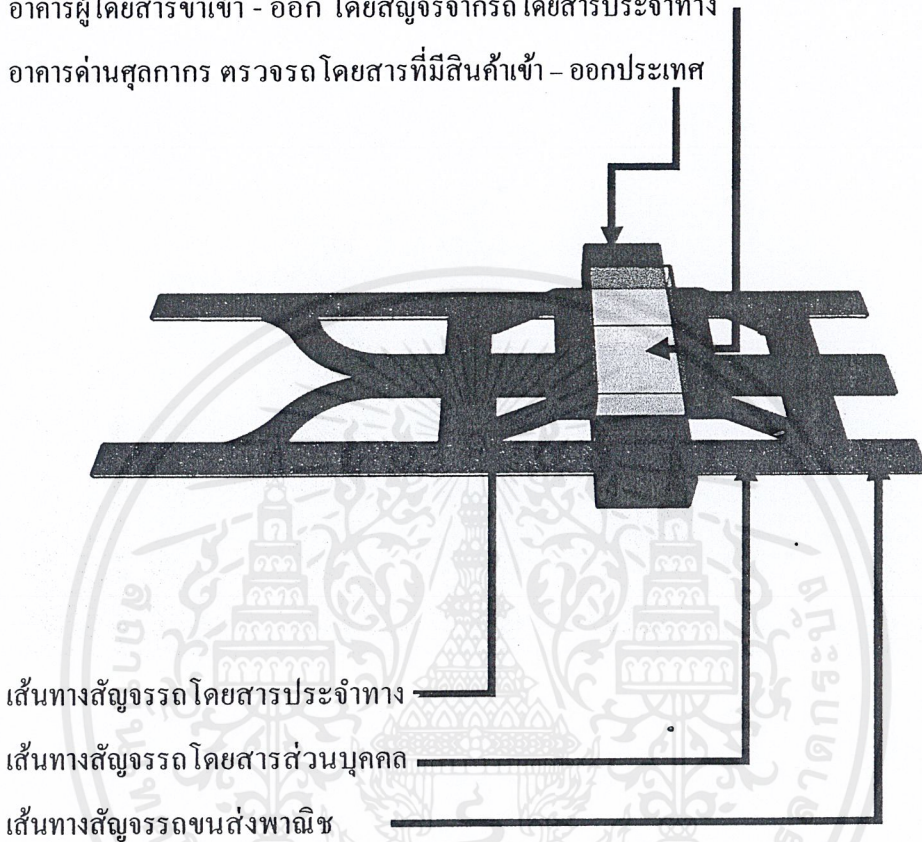 อาคารผู้โดยสารขาเข้า - ออก โดยสัญจรจากรถโดยสารประจำทาง
อาคารด่านศุลกากร ตรวจรถโดยสารที่มีสินค้าเข้า – ออกประเทศ
เส้นทางสัญจรรถโดยสารประจำทาง
เส้นทางสัญจรรถโดยสารส่วนบุคคล
เส้นทางสัญจรรถขนส่งพาณิช